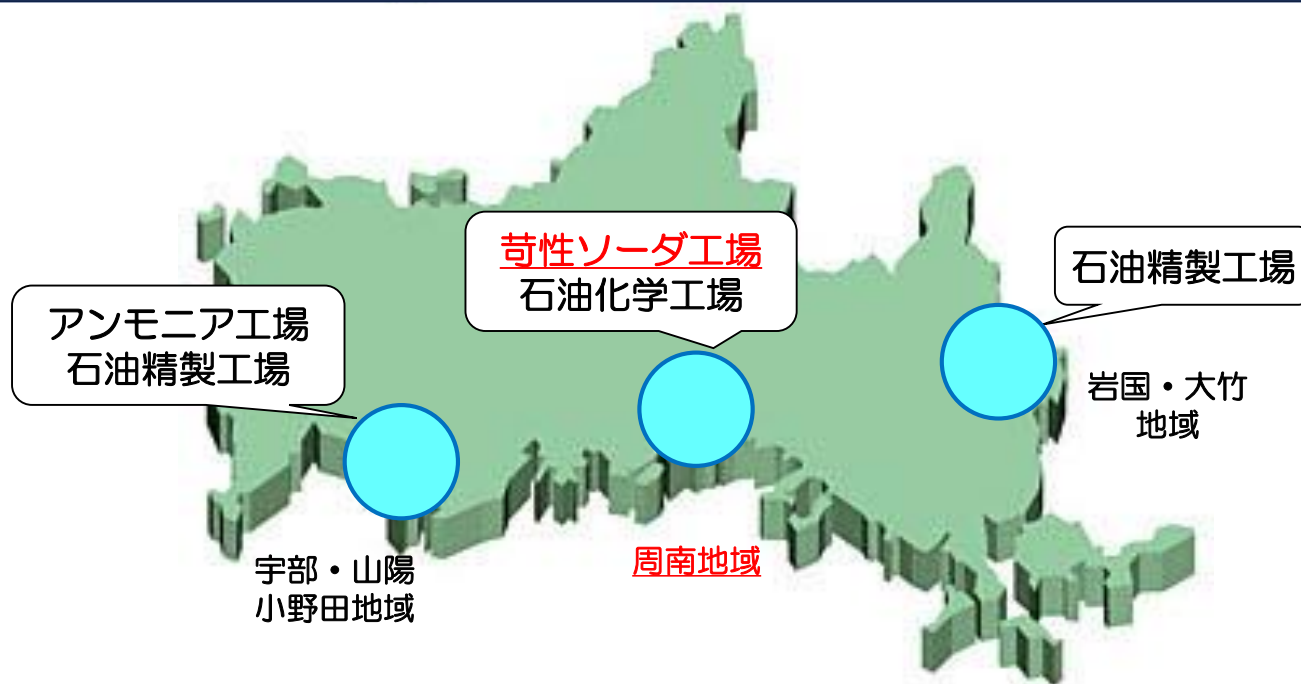 苛性ソーダ工場
石油化学工場
石油精製工場
アンモニア工場
石油精製工場
岩国・大竹
地域
周南地域
宇部・山陽
小野田地域